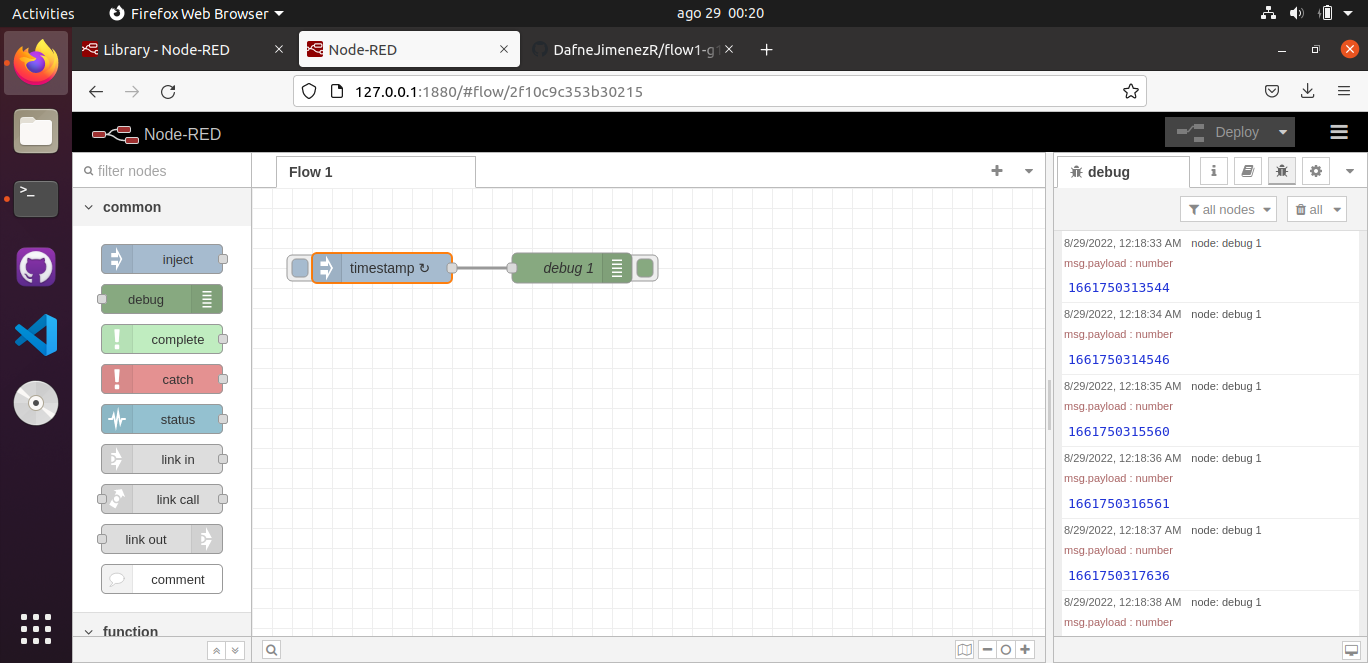 Activities
Firefox Web Browser
ago 29 00:20
Library - Node-RED
Node-RED
DafneJimenezR/flow1-g1
127.0.0.1:1880/#flow/2f10c9c353b30215
Node-RED
Deploy
filter nodes
Flow 1
debug
i
common
all nodes
all
inject
debug
complete
catch
status
link in
link call
link out
comment
function
timestamp ↻
debug 1
8/29/2022, 12:18:33 AM node: debug 1
msg.payload : number
1661750313544
8/29/2022, 12:18:34 AM node: debug 1
msg.payload : number
1661750314546
8/29/2022, 12:18:35 AM node: debug 1
msg.payload : number
1661750315560
8/29/2022, 12:18:36 AM node: debug 1
msg.payload : number
1661750316561
8/29/2022, 12:18:37 AM node: debug 1
msg.payload : number
1661750317636
8/29/2022, 12:18:38 AM node: debug 1
msg.payload : number